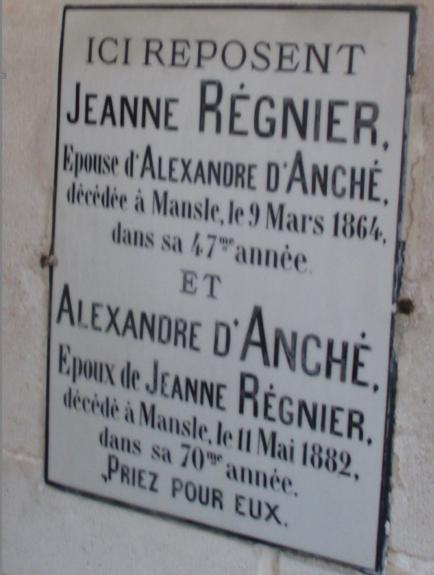 ICI REPOSENT
JEANNE RÉGNIER,
Epouse d'ALEXANDRE D'ANCHÉ,
décédée à Mansle, le 9 Mars 1864,
dans sa 47me année.
ET
ALEXANDRE D'ANCHÉ,
Epoux de JEANNE RÉGNIER,
décédé à Mansle, le 11 Mai 1882,
dans sa 70me année.
PRIEZ POUR EUX.